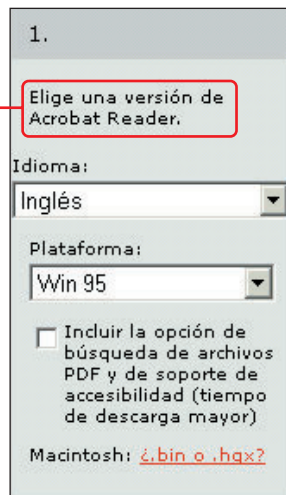 1.
Elige una versión de
Acrobat Reader.
Idioma:
Inglés
Plataforma:
Win 95
Incluir la opción de
búsqueda de archivos
PDF y de soporte de
accesibilidad (tiempo
de descarga mayor)
Macintosh: ¿.bin o .hqx?